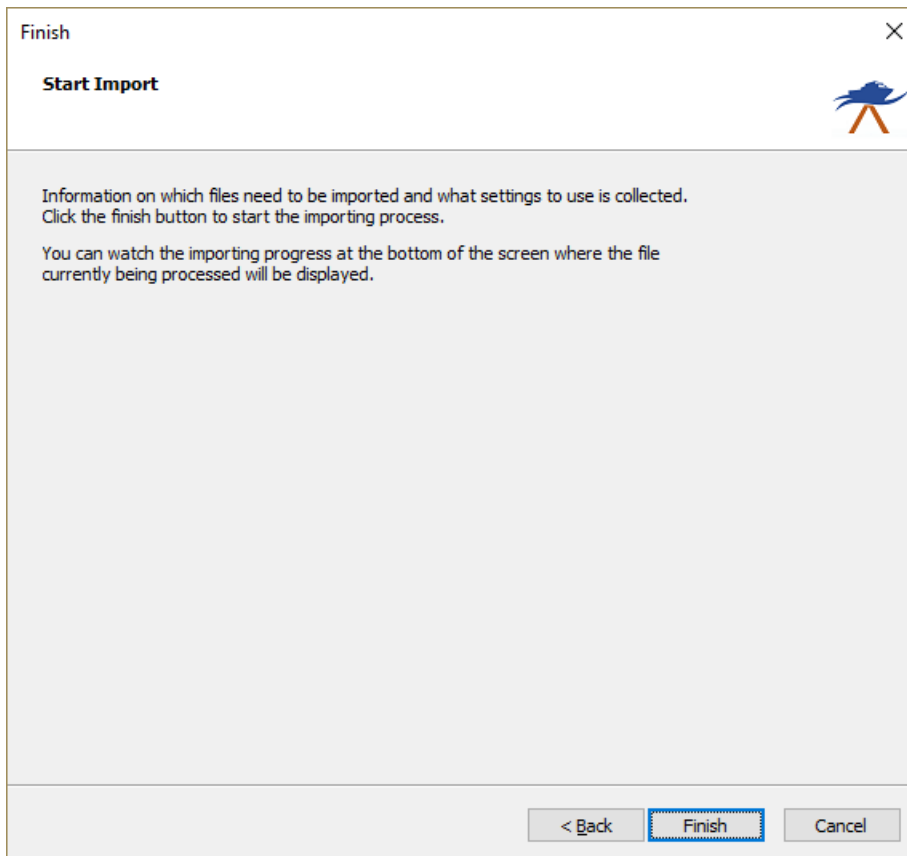 Finish
Start Import
Information on which files need to be imported and what settings to use is collected.
Click the finish button to start the importing process.
You can watch the importing progress at the bottom of the screen where the file
currently being processed will be displayed.
< Back
Finish
Cancel